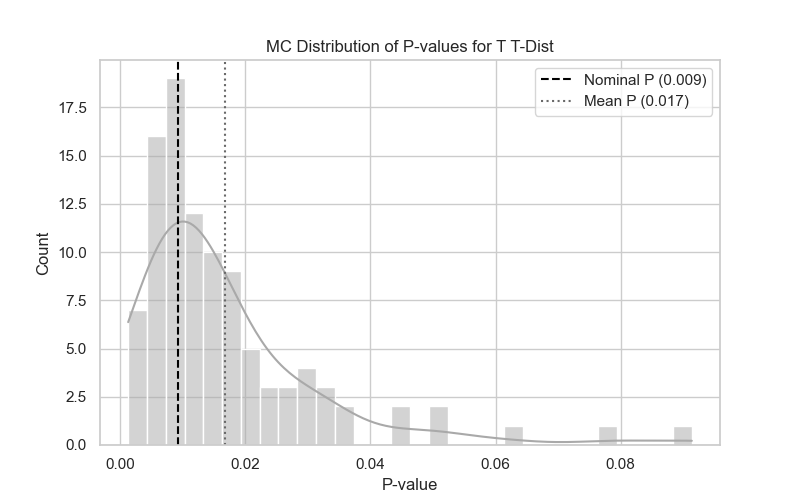 MC Distribution of P-values for T T-Dist
Nominal P (0.009)
Mean P (0.017)
Count
17.5
15.0
12.5
10.0
7.5
5.0
2.5
0.0
0.00 0.02 0.04 0.06 0.08
P-value